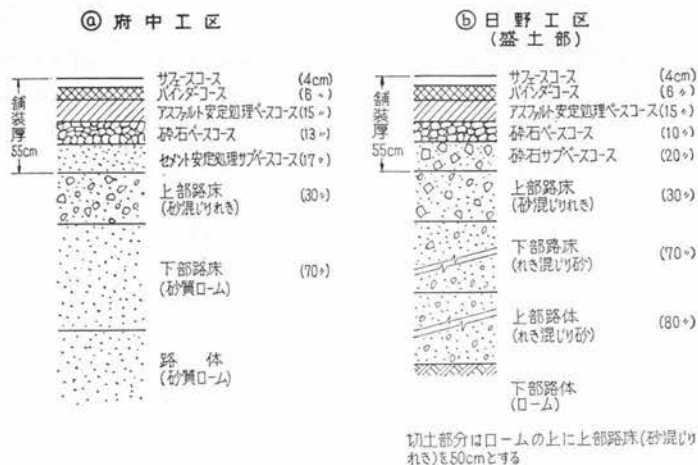 ⓐ 府中工区
舗装厚
55cm
サフェースコース (4cm)
バインダーコース (6〃)
アスファルト安定処理ベースコース (15〃)
砕石ベースコース (13〃)
セメント安定処理サブベースコース (17〃)
上部路床 (30〃)
(砂混じりれき)
下部路床 (70〃)
(砂質ローム)
路体
(砂質ローム)
ⓑ 日野工区
(盛土部)
舗装厚
55cm
サフェースコース (4cm)
バインダーコース (6〃)
アスファルト安定処理ベースコース (15〃)
砕石ベースコース (10〃)
砕石サブベースコース (20〃)
上部路床 (30〃)
(砂混じりれき)
下部路床 (70〃)
(れき混じり砂)
上部路体 (80〃)
(れき混じり砂)
下部路体
(ローム)
切土部分はロームの上に上部路床(砂混じり
れき)を50cmとする